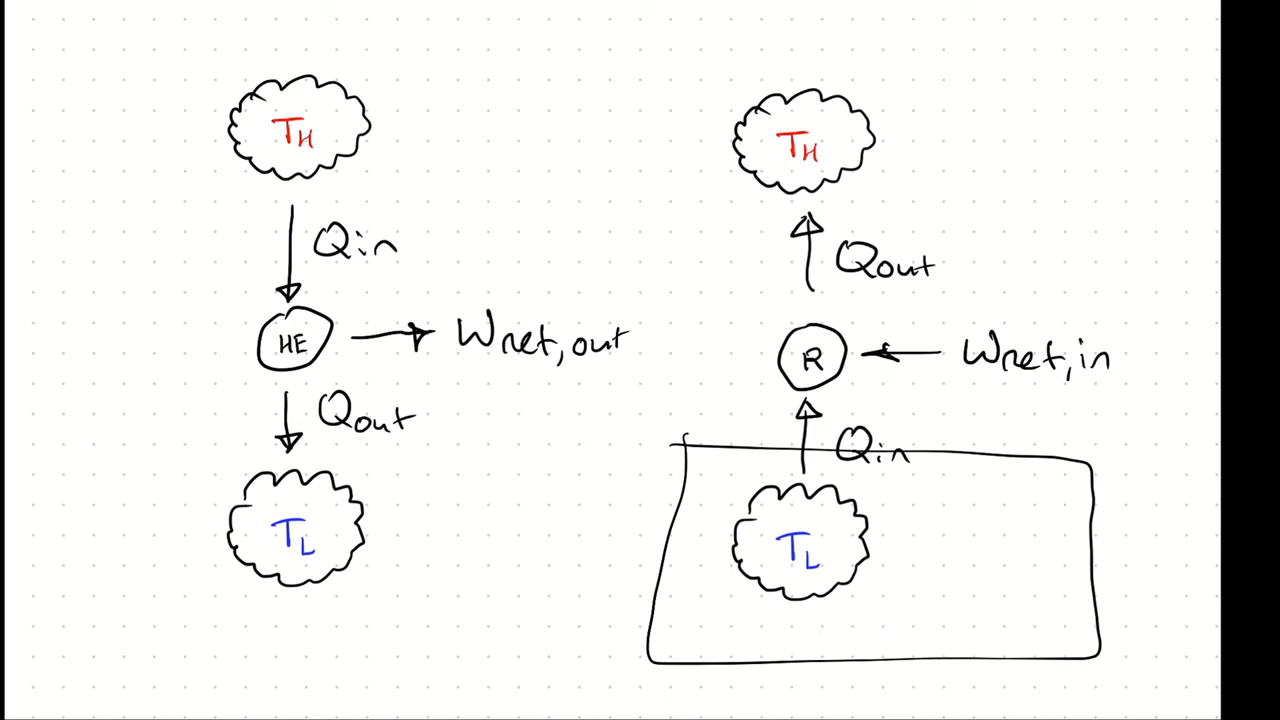 TH
Qin
HE
Wnet,out
Qout
TL
TH
Qout
R
Wnet,in
Qin
TL